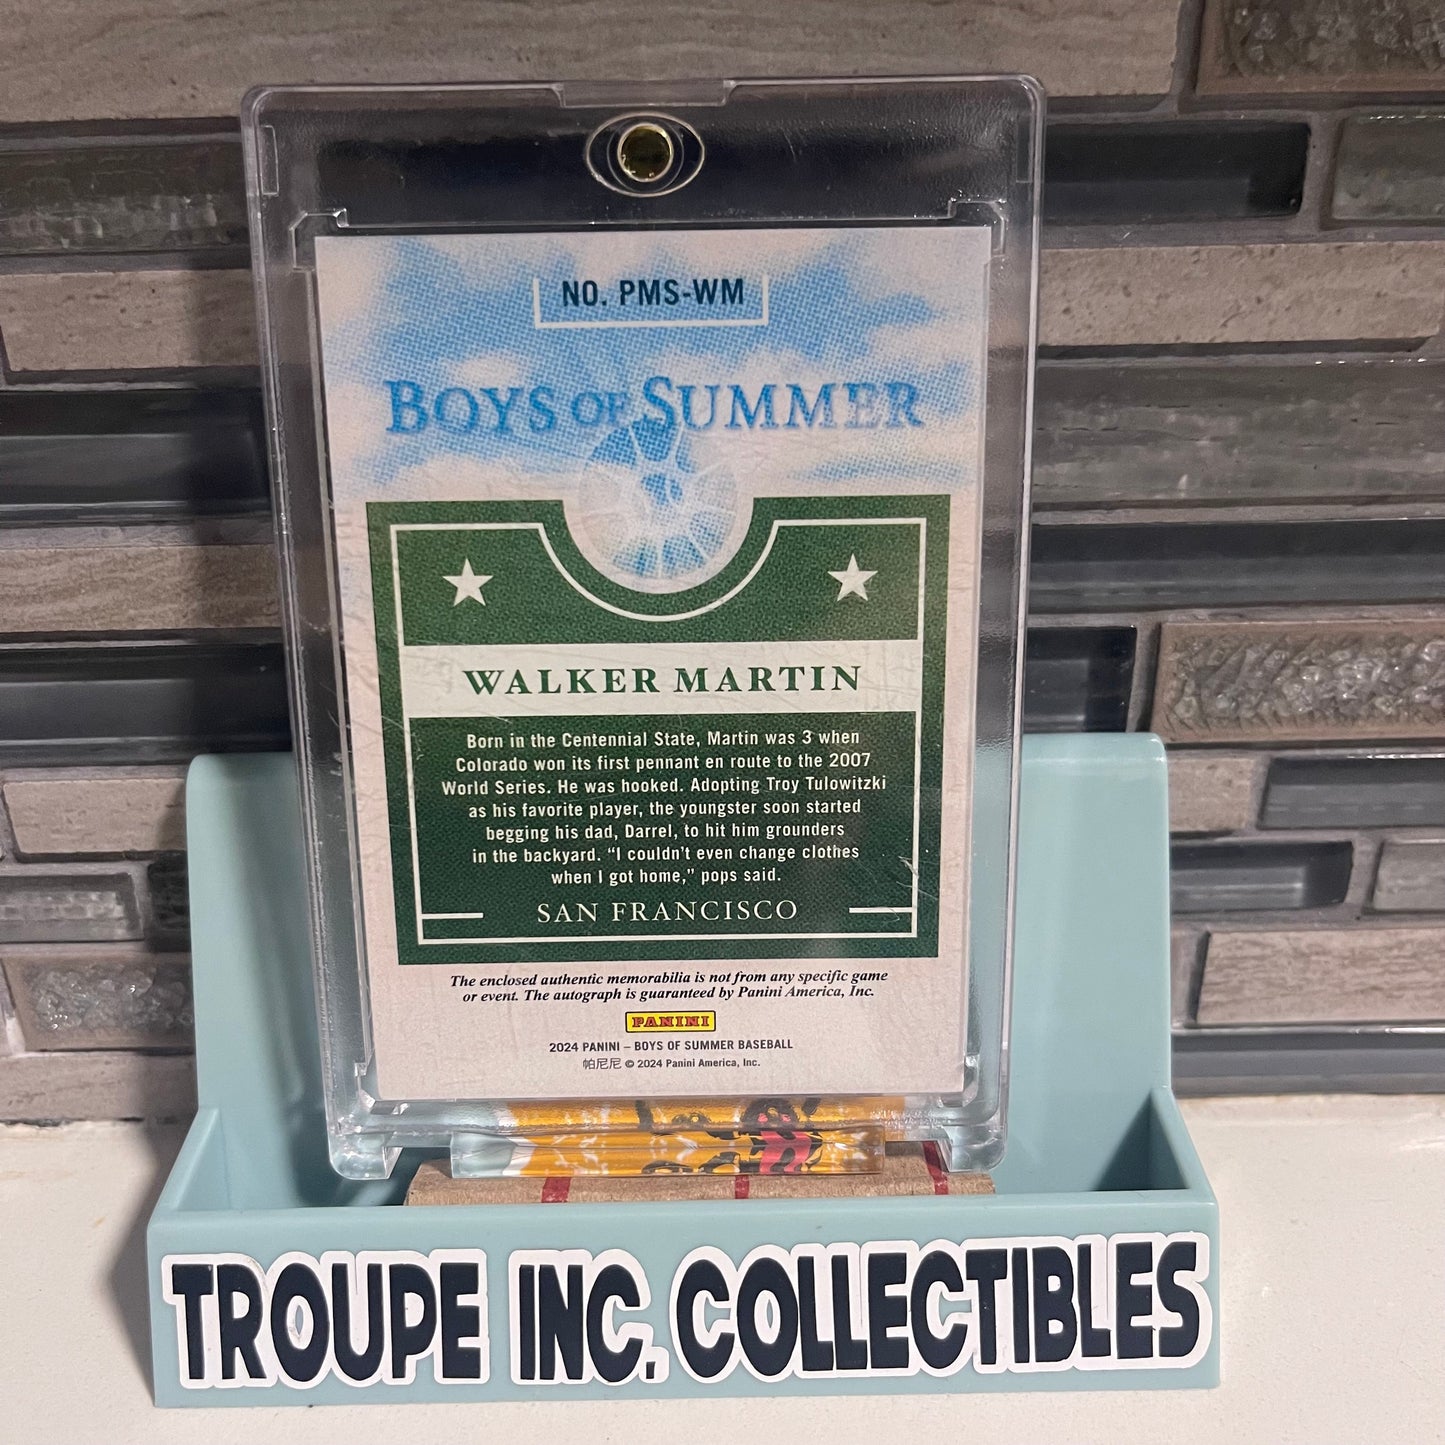 NO. PMS-WM
BOYS OF SUMMER
WALKER MARTIN
Born in the Centennial State, Martin was 3 when
Colorado won its first pennant en route to the 2007
World Series. He was hooked. Adopting Troy Tulowitzki
as his favorite player, the youngster soon started
begging his dad, Darrel, to hit him grounders
in the backyard. “I couldn’t even change clothes
when I got home,” pops said.
SAN FRANCISCO
The enclosed authentic memorabilia is not from any specific game
or event. The autograph is guaranteed by Panini America, Inc.
PANINI
2024 PANINI – BOYS OF SUMMER BASEBALL
帕尼尼 © 2024 Panini America, Inc.
TROUPE INC. COLLECTIBLES